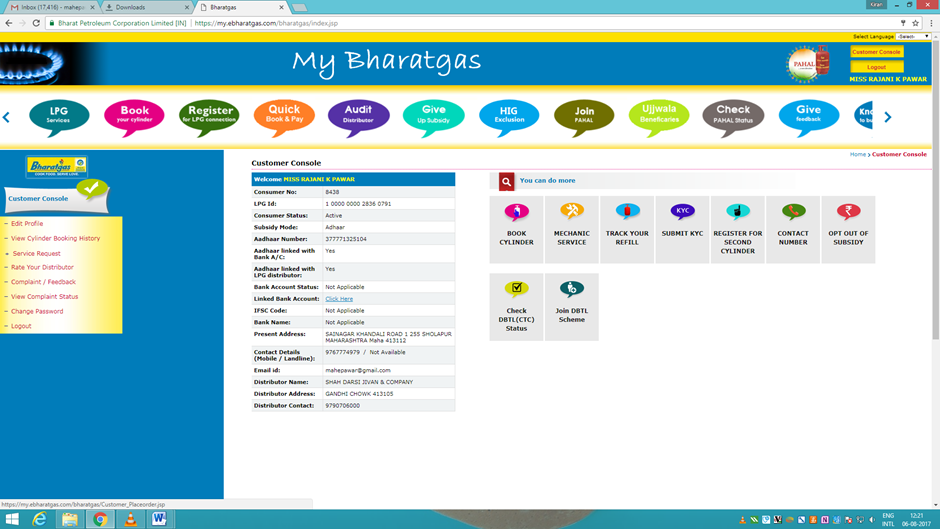 Inbox (17,416) - mahepa
Downloads
Bharatgas
Kiran
Bharat Petroleum Corporation Limited [IN]
https://my.ebharatgas.com/bharatgas/index.jsp
Select Language -Select-
My Bharatgas
PAHAL
Customer Console
Logout
MISS RAJANI K PAWAR
LPG
Services
Book
your cylinder
Register
for LPG connection
Quick
Book & Pay
Audit
Distributor
Give
Up Subsidy
HIG
Exclusion
Join
PAHAL
Ujjwala
Beneficiaries
Check
PAHAL Status
Give
feedback
Kno
to bu
Home > Customer Console
Bharatgas
COOK FOOD. SERVE LOVE
Customer Console
Edit Profile
View Cylinder Booking History
Service Request
Rate Your Distributor
Complaint / Feedback
View Complaint Status
Change Password
Logout
Customer Console
Welcome MISS RAJANI K PAWAR
Consumer No: 8438
LPG Id: 1 0000 0000 2836 0791
Consumer Status: Active
Subsidy Mode: Adhaar
Aadhaar Number: 377771325104
Aadhaar linked with Bank A/C: Yes
Aadhaar linked with LPG distributor: Yes
Bank Account Status: Not Applicable
Linked Bank Account: Click Here
IFSC Code: Not Applicable
Bank Name: Not Applicable
Present Address: SAINAGAR KHANDALI ROAD 1 255 SHOLAPUR
MAHARASHTRA Maha 413112
Contact Details (Mobile / Landline): 9767774979 / Not Available
Email id: mahepawar@gmail.com
Distributor Name: SHAH DARSI JIVAN & COMPANY
Distributor Address: GANDHI CHOWK 413105
Distributor Contact: 9790706000
You can do more
BOOK
CYLINDER
MECHANIC
SERVICE
TRACK YOUR
REFILL
KYC
SUBMIT KYC
REGISTER FOR
SECOND
CYLINDER
CONTACT
NUMBER
OPT OUT OF
SUBSIDY
Check
DBTL(CTC)
Status
Join DBTL
Scheme
https://my.ebharatgas.com/bharatgas/Customer_Placeorder.jsp
ENG
INTL
12:21
06-08-2017